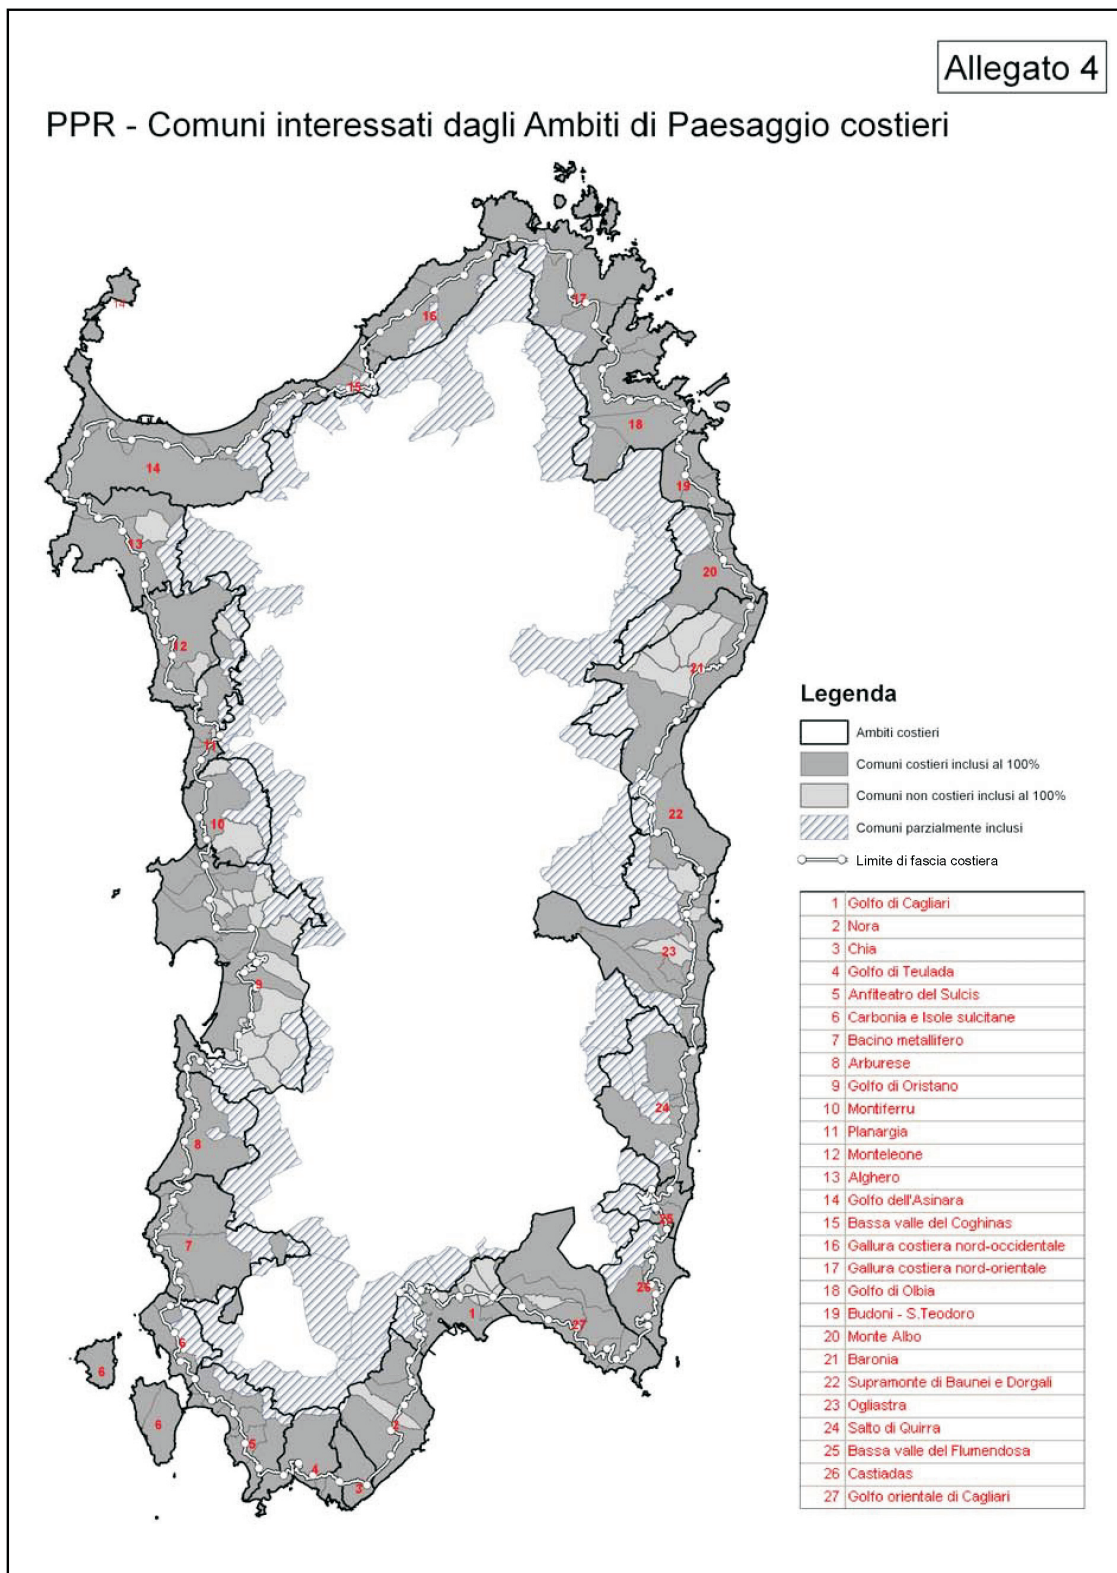 Allegato 4
PPR - Comuni interessati dagli Ambiti di Paesaggio costieri
14
17
16
15
18
14
19
13
20
12
21
11
22
10
23
9
24
8
25
7
26
1
27
6
6
6
2
5
4
3
Legenda
Ambiti costieri
Comuni costieri inclusi al 100%
Comuni non costieri inclusi al 100%
Comuni parzialmente inclusi
Limite di fascia costiera
1 Golfo di Cagliari
2 Nora
3 Chia
4 Golfo di Teulada
5 Anfiteatro del Sulcis
6 Carbonia e Isole sulcitane
7 Bacino metallifero
8 Arburese
9 Golfo di Oristano
10 Montiferru
11 Planargia
12 Monteleone
13 Alghero
14 Golfo dell'Asinara
15 Bassa valle del Coghinas
16 Gallura costiera nord-occidentale
17 Gallura costiera nord-orientale
18 Golfo di Olbia
19 Budoni - S.Teodoro
20 Monte Albo
21 Baronia
22 Supramonte di Baunei e Dorgali
23 Ogliastra
24 Salto di Quirra
25 Bassa valle del Flumendosa
26 Castiadas
27 Golfo orientale di Cagliari